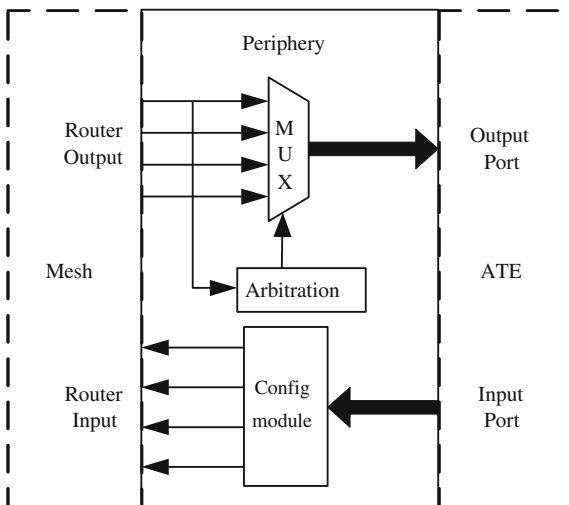 Periphery
Router
Output
M
U
X
Output
Port
Mesh
Arbitration
ATE
Router
Input
Config
module
Input
Port